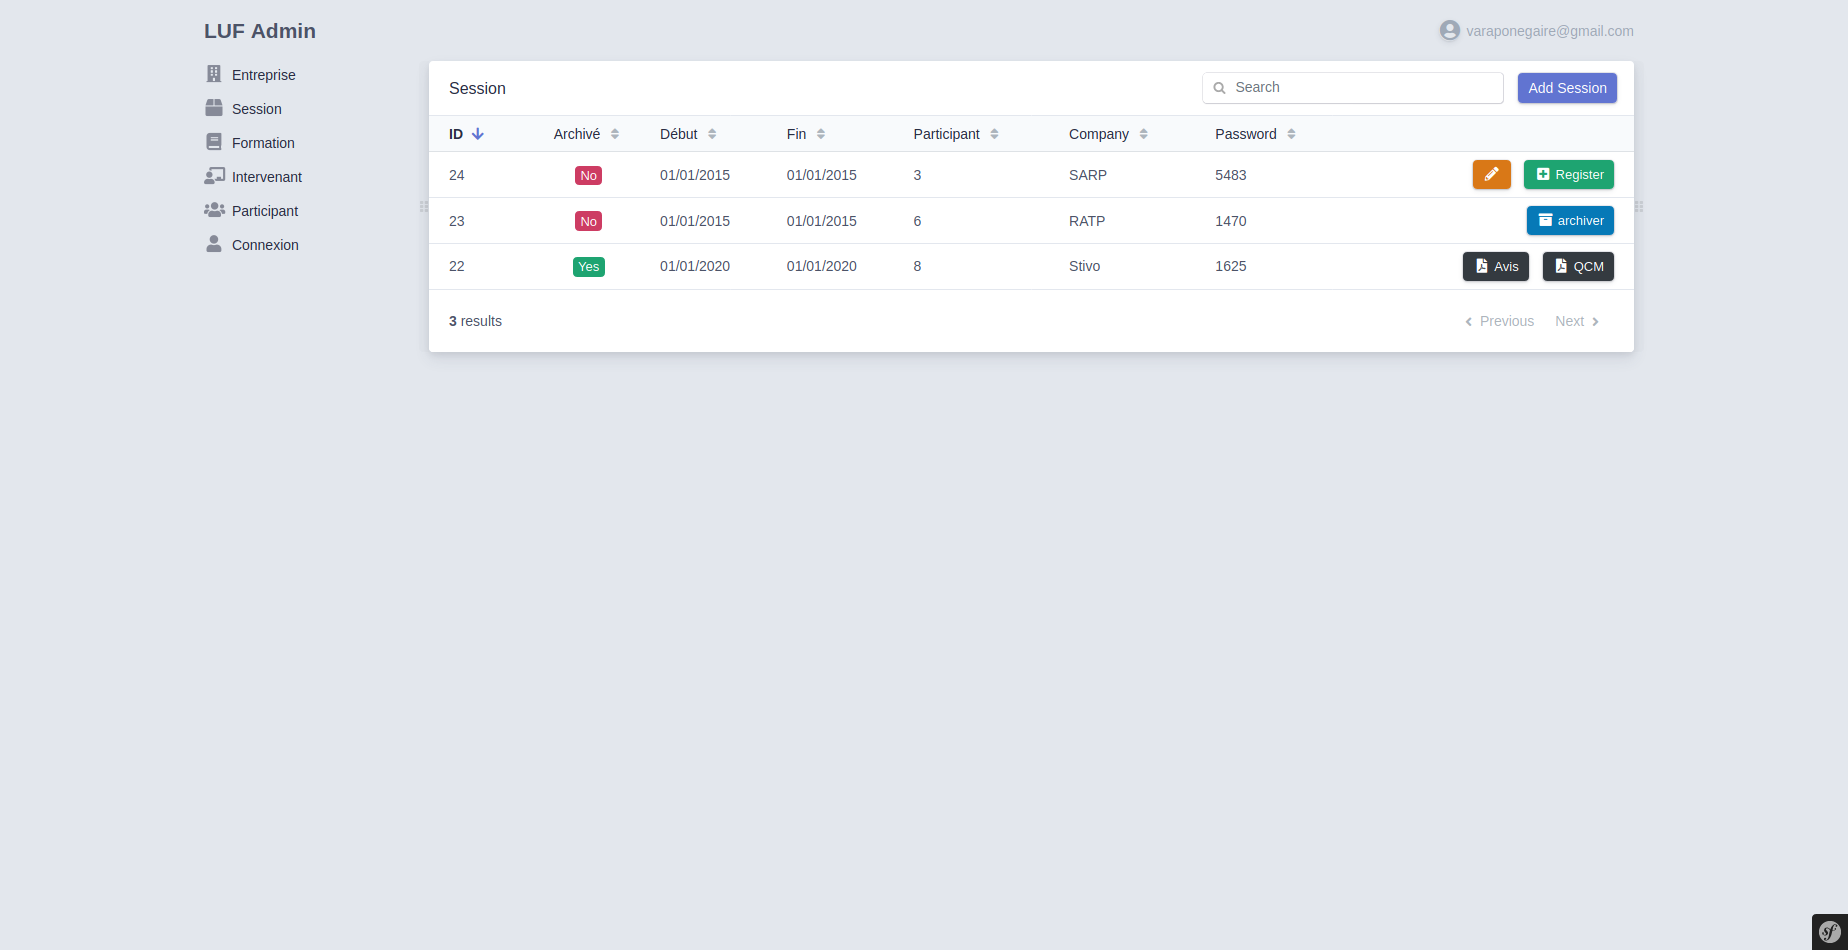 LUF Admin
varaponegaire@gmail.com
Entreprise
Session
Formation
Intervenant
Participant
Connexion
Session
Search
Add Session
ID Archivé Début Fin Participant Company Password
24 No 01/01/2015 01/01/2015 3 SARP 5483 Register
23 No 01/01/2015 01/01/2015 6 RATP 1470 archiver
22 Yes 01/01/2020 01/01/2020 8 Stivo 1625 Avis QCM
3 results
Previous Next
sf